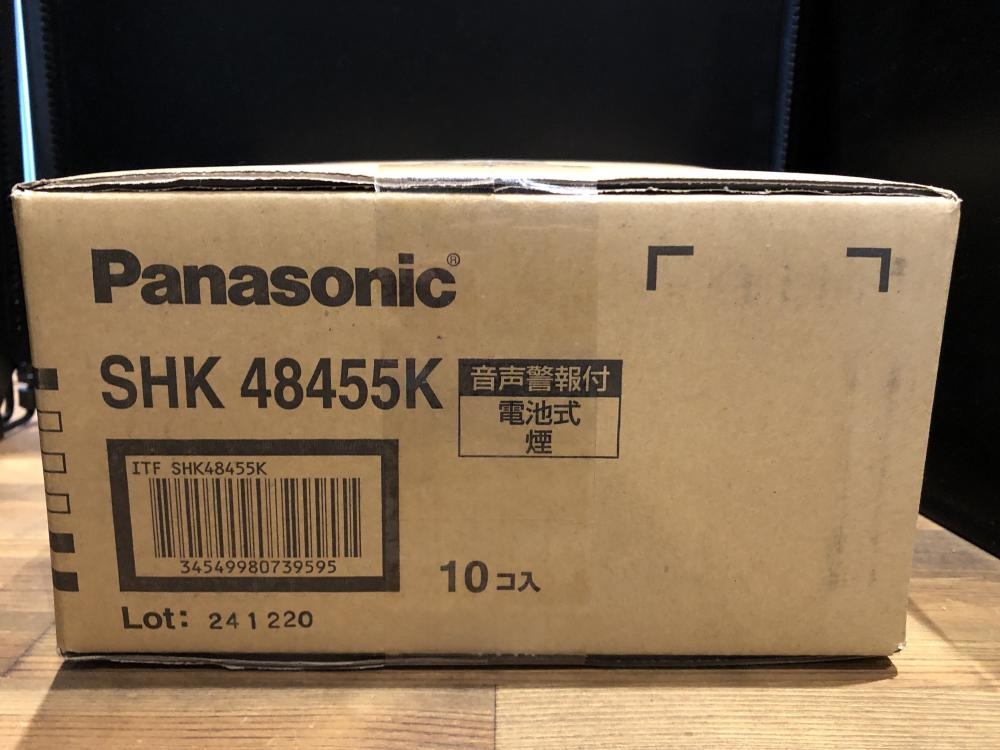 Panasonic®
SHK 48455K
音声警報付
電池式
煙
ITF SHK48455K
34549980739595
10コ入
Lot: 241220